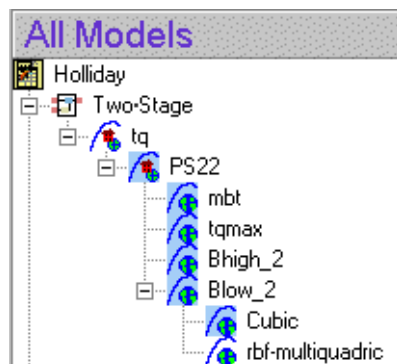 All Models
Holliday
Two-Stage
tq
PS22
mbt
tqmax
Bhigh_2
Blow_2
Cubic
rbf-multiquadric